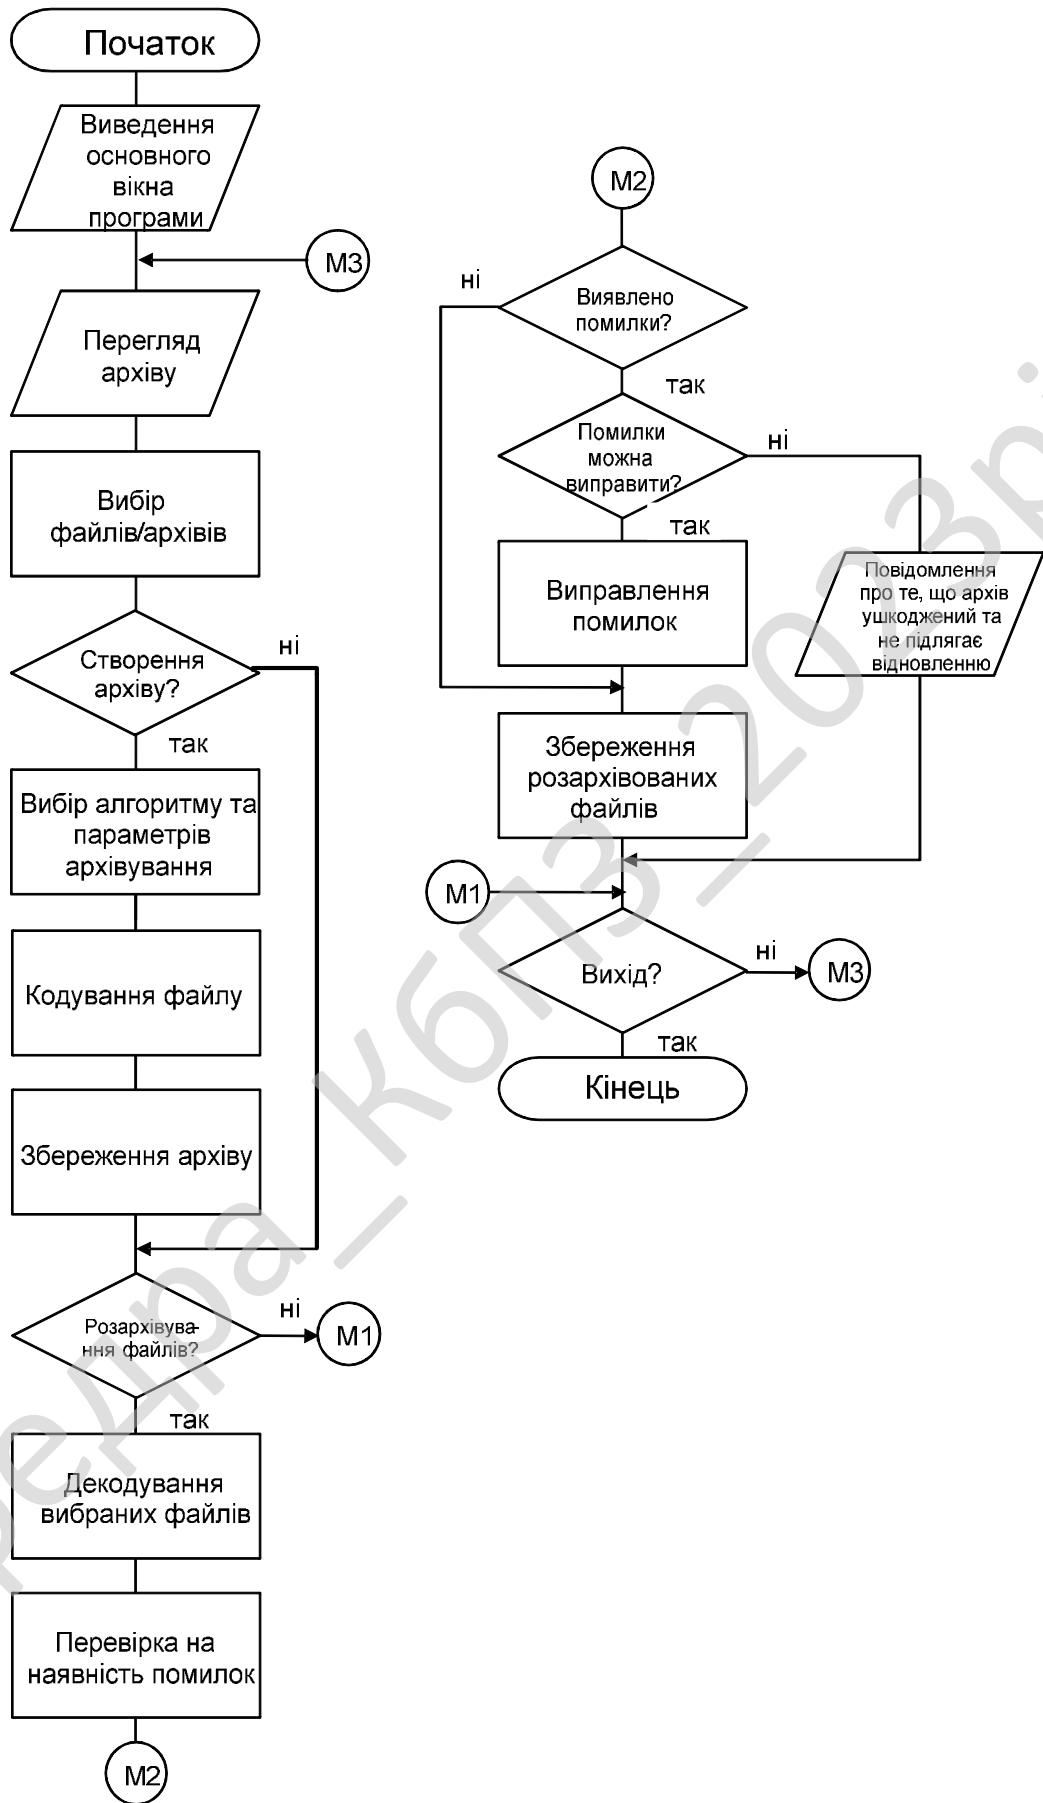 Початок
Виведення
основного
вікна
програми
М3
Перегляд
архіву
Вибір
файлів/архівів
Створення
архіву?
ні
так
Вибір алгоритму та
параметрів
архівування
Кодування файлу
Збереження архіву
Розархівува-
ння файлів?
ні
М1
так
Декодування
вибраних файлів
Перевірка на
наявність помилок
М2
М2
ні
Виявлено
помилки?
так
Помилки
можна
виправити?
ні
так
Виправлення
помилок
Повідомлення
про те, що архів
ушкоджений та
не підлягає
відновленню
Збереження
розархівованих
файлів
М1
Вихід?
ні
М3
так
Кінець
едра_КбПЗ_2023рі